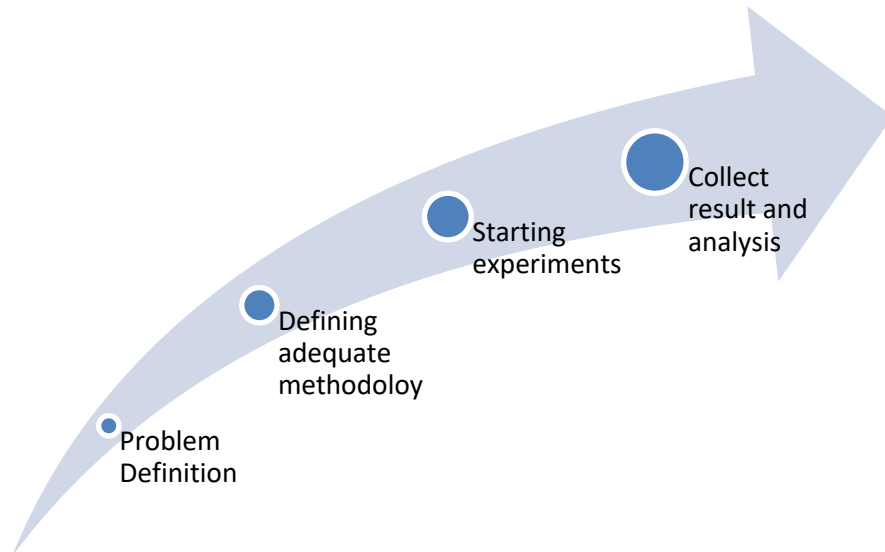 Problem
Definition
Defining
adequate
methodoloy
Starting
experiments
Collect
result and
analysis